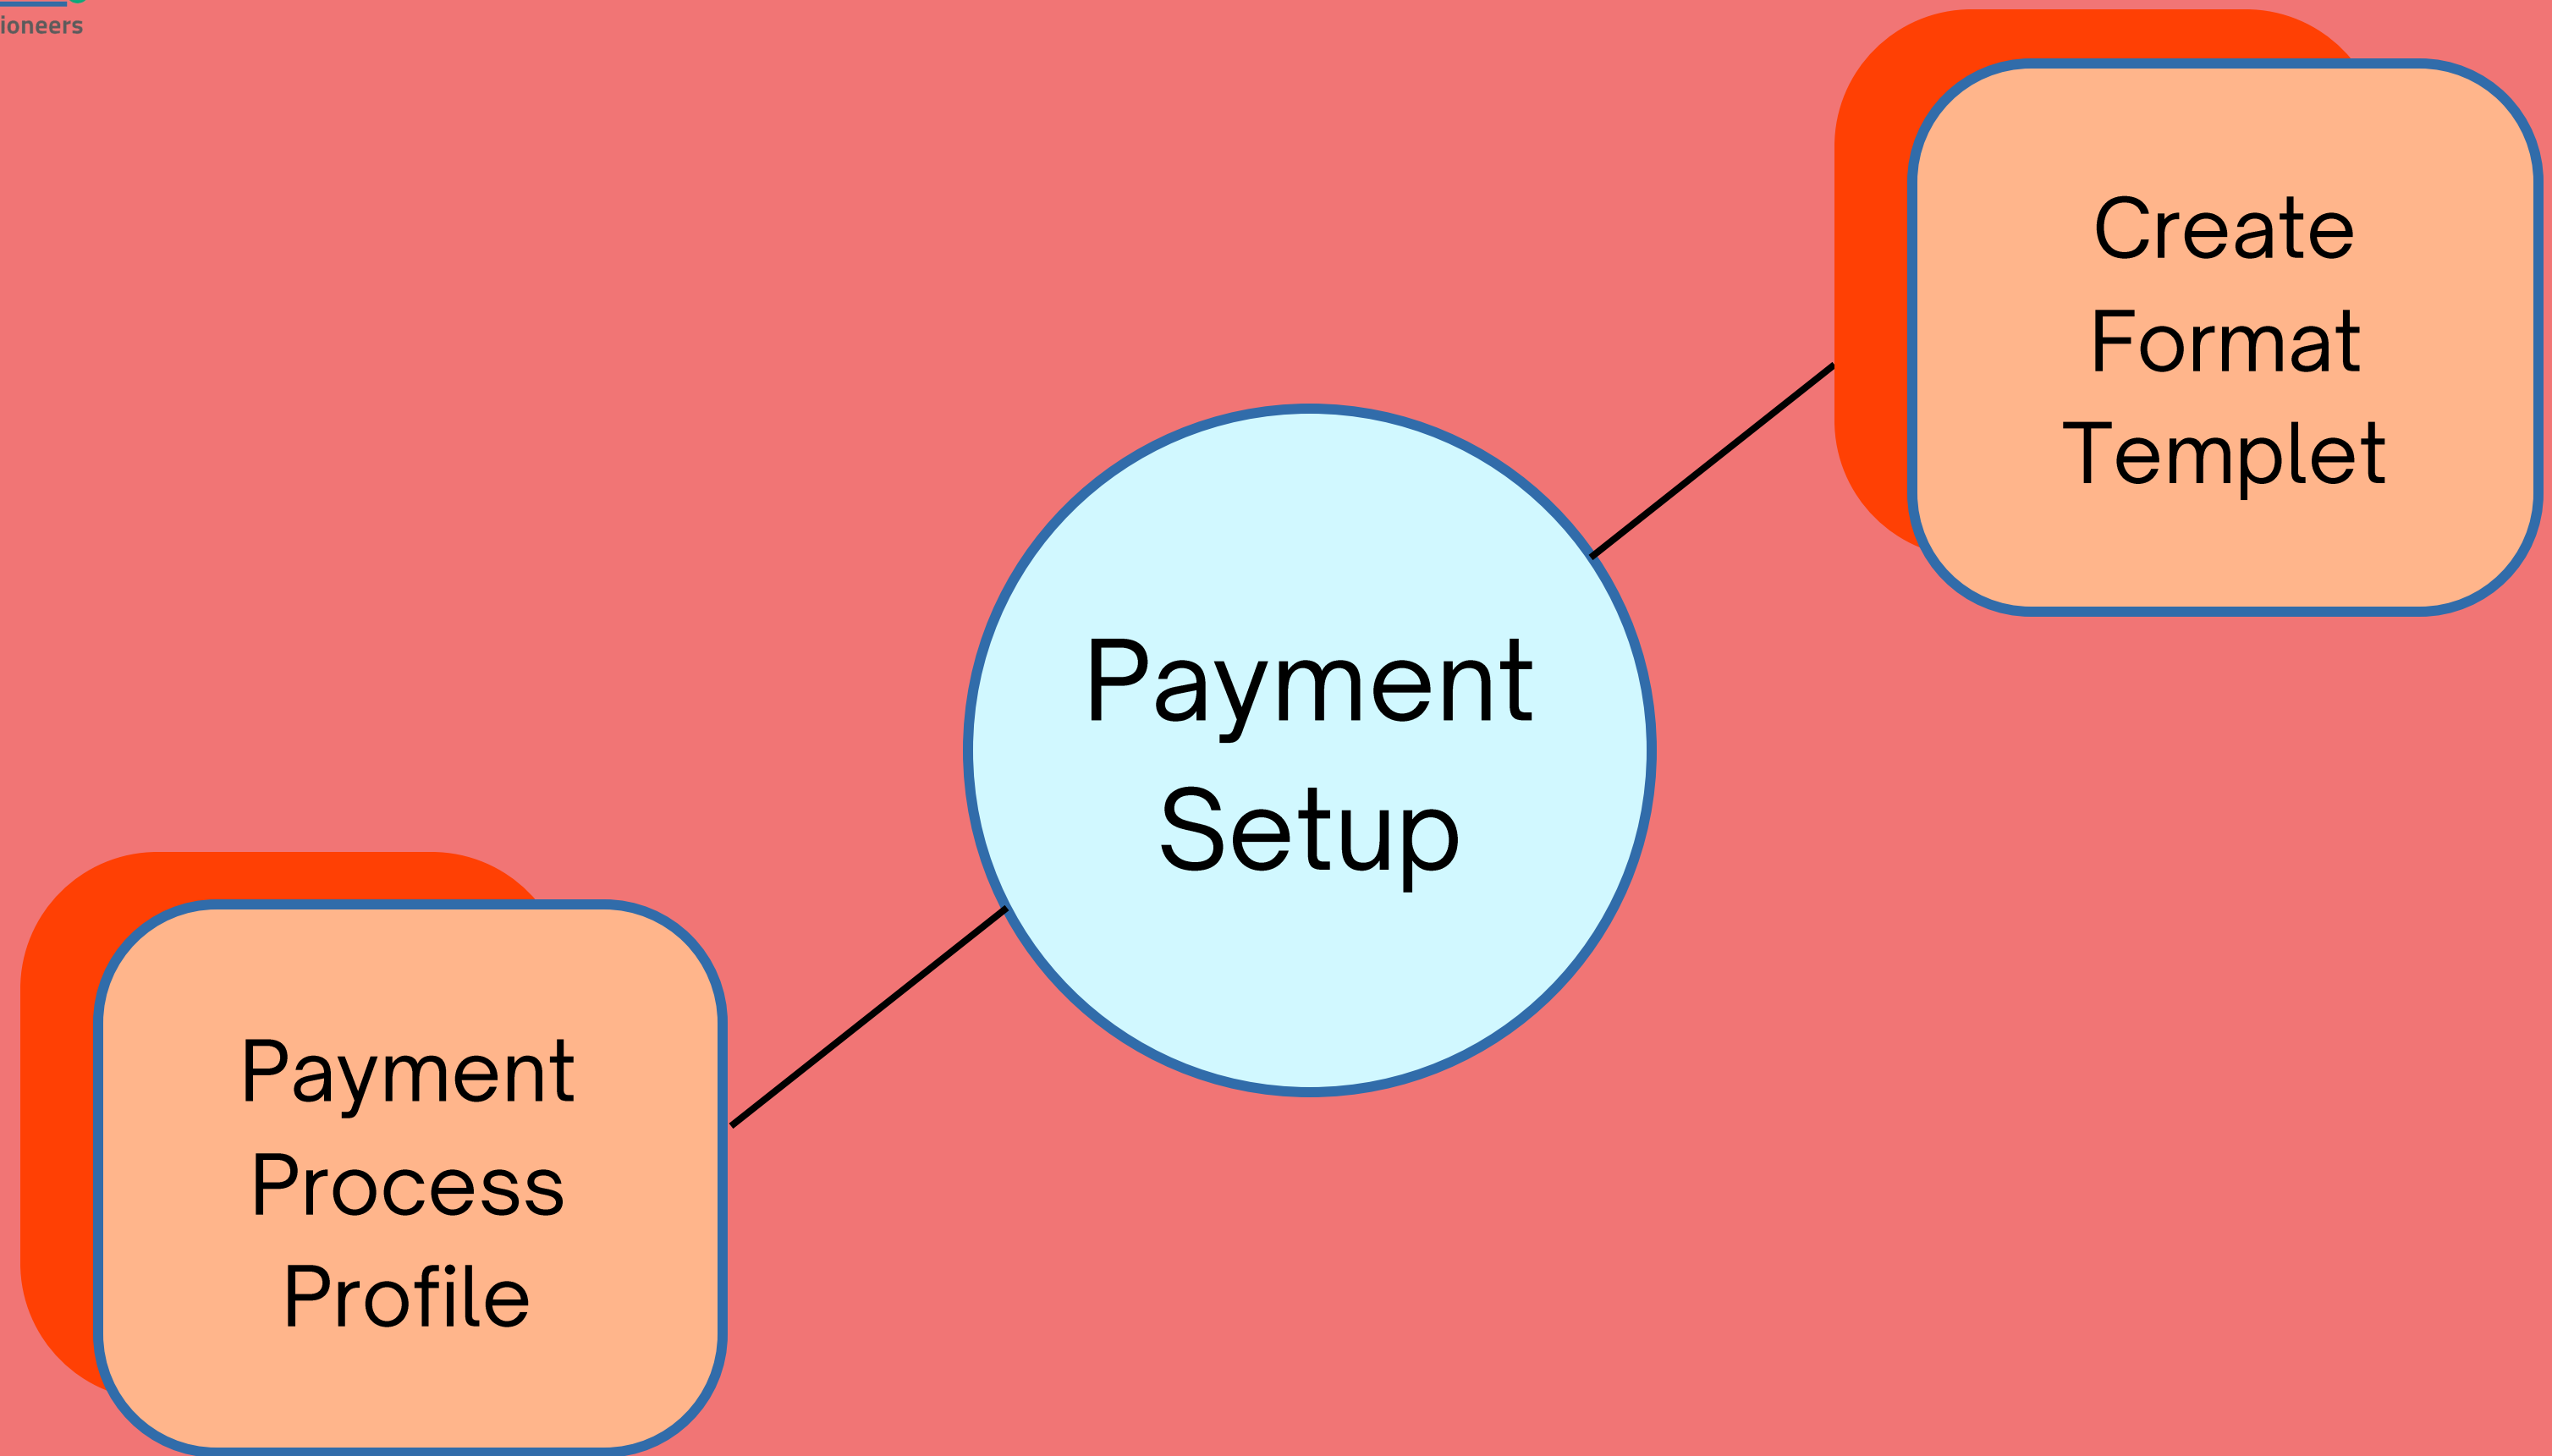 ioneers
Create
Format
Templet
Payment
Setup
Payment
Process
Profile